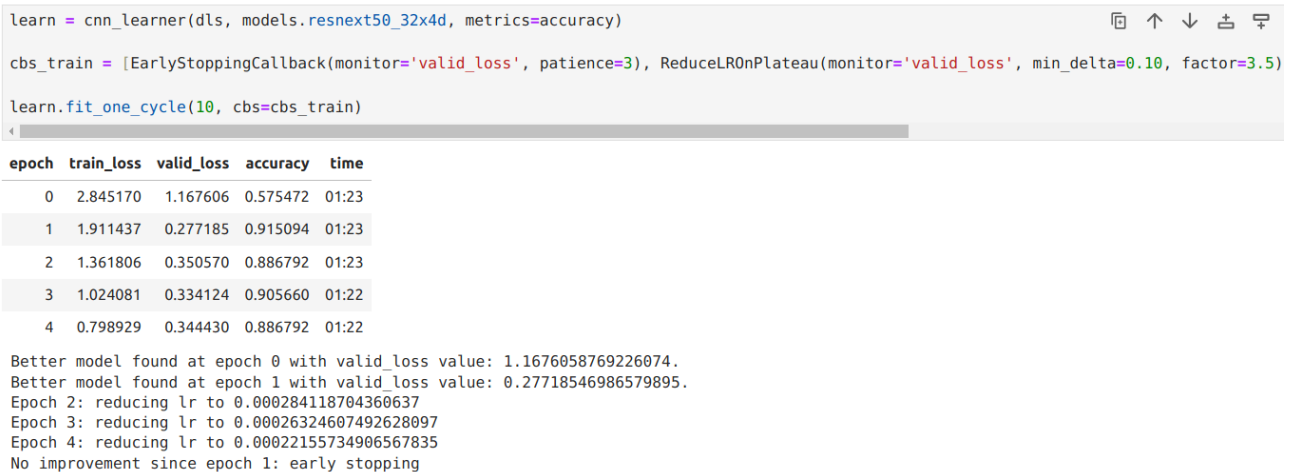 learn = cnn_learner(dls, models.resnext50_32x4d, metrics=accuracy)
cbs_train = [EarlyStoppingCallback(monitor='valid_loss', patience=3), ReduceLROnPlateau(monitor='valid_loss', min_delta=0.10, factor=3.5)
learn.fit_one_cycle(10, cbs=cbs_train)
epoch train_loss valid_loss accuracy time
0 2.845170 1.167606 0.575472 01:23
1 1.911437 0.277185 0.915094 01:23
2 1.361806 0.350570 0.886792 01:23
3 1.024081 0.334124 0.905660 01:22
4 0.798929 0.344430 0.886792 01:22
Better model found at epoch 0 with valid_loss value: 1.1676058769226074.
Better model found at epoch 1 with valid_loss value: 0.27718546986579895.
Epoch 2: reducing lr to 0.000284118704360637
Epoch 3: reducing lr to 0.00026324607492628097
Epoch 4: reducing lr to 0.00022155734906567835
No improvement since epoch 1: early stopping